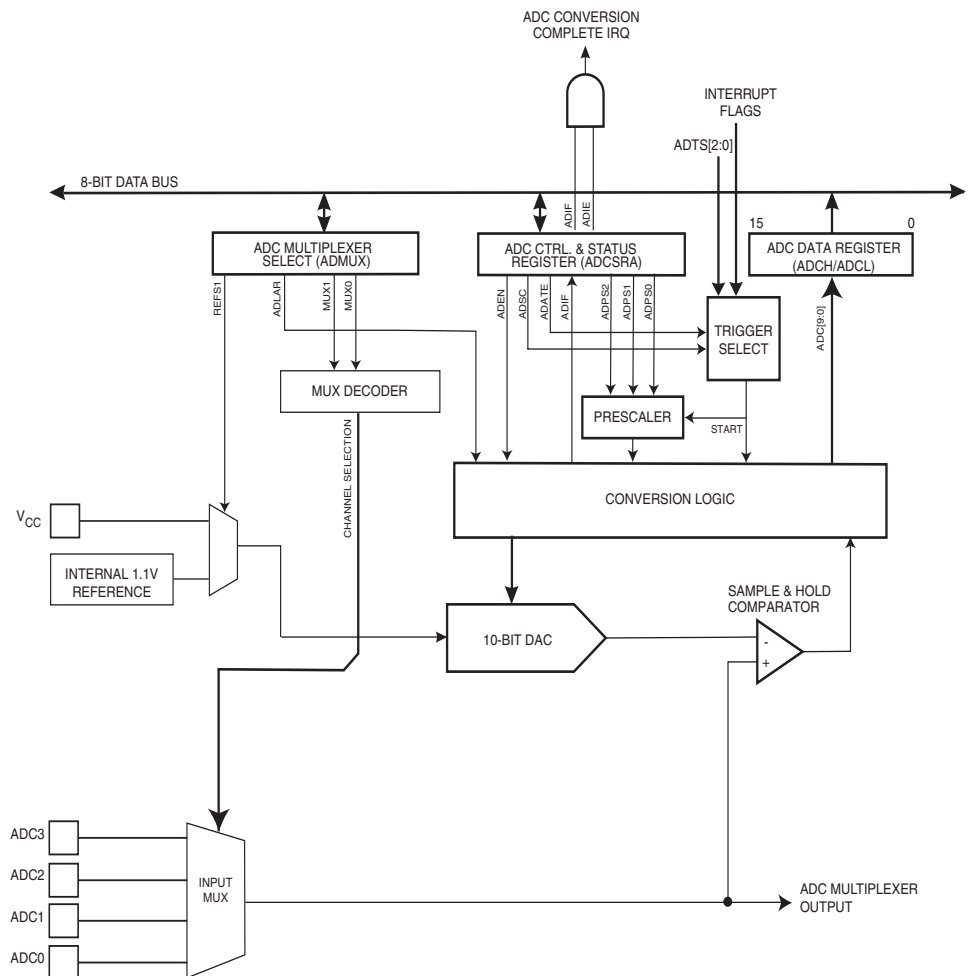 ADC CONVERSION
COMPLETE IRQ
INTERRUPT
FLAGS
ADTS[2:0]
8-BIT DATA BUS
ADIF
ADIE
15
0
ADC MULTIPLEXER
SELECT (ADMUX)
ADC CTRL. & STATUS
REGISTER (ADCSRA)
ADC DATA REGISTER
(ADCH/ADCL)
REFS1
ADLAR
MUX1
MUX0
ADEN
ADSC
ADATE
ADIF
ADPS2
ADPS1
ADPS0
TRIGGER
SELECT
ADC[9:0]
MUX DECODER
PRESCALER
START
CHANNEL SELECTION
CONVERSION LOGIC
VCC
INTERNAL 1.1V
REFERENCE
SAMPLE & HOLD
COMPARATOR
10-BIT DAC
-
+
ADC3
ADC2
ADC1
ADC0
INPUT
MUX
ADC MULTIPLEXER
OUTPUT